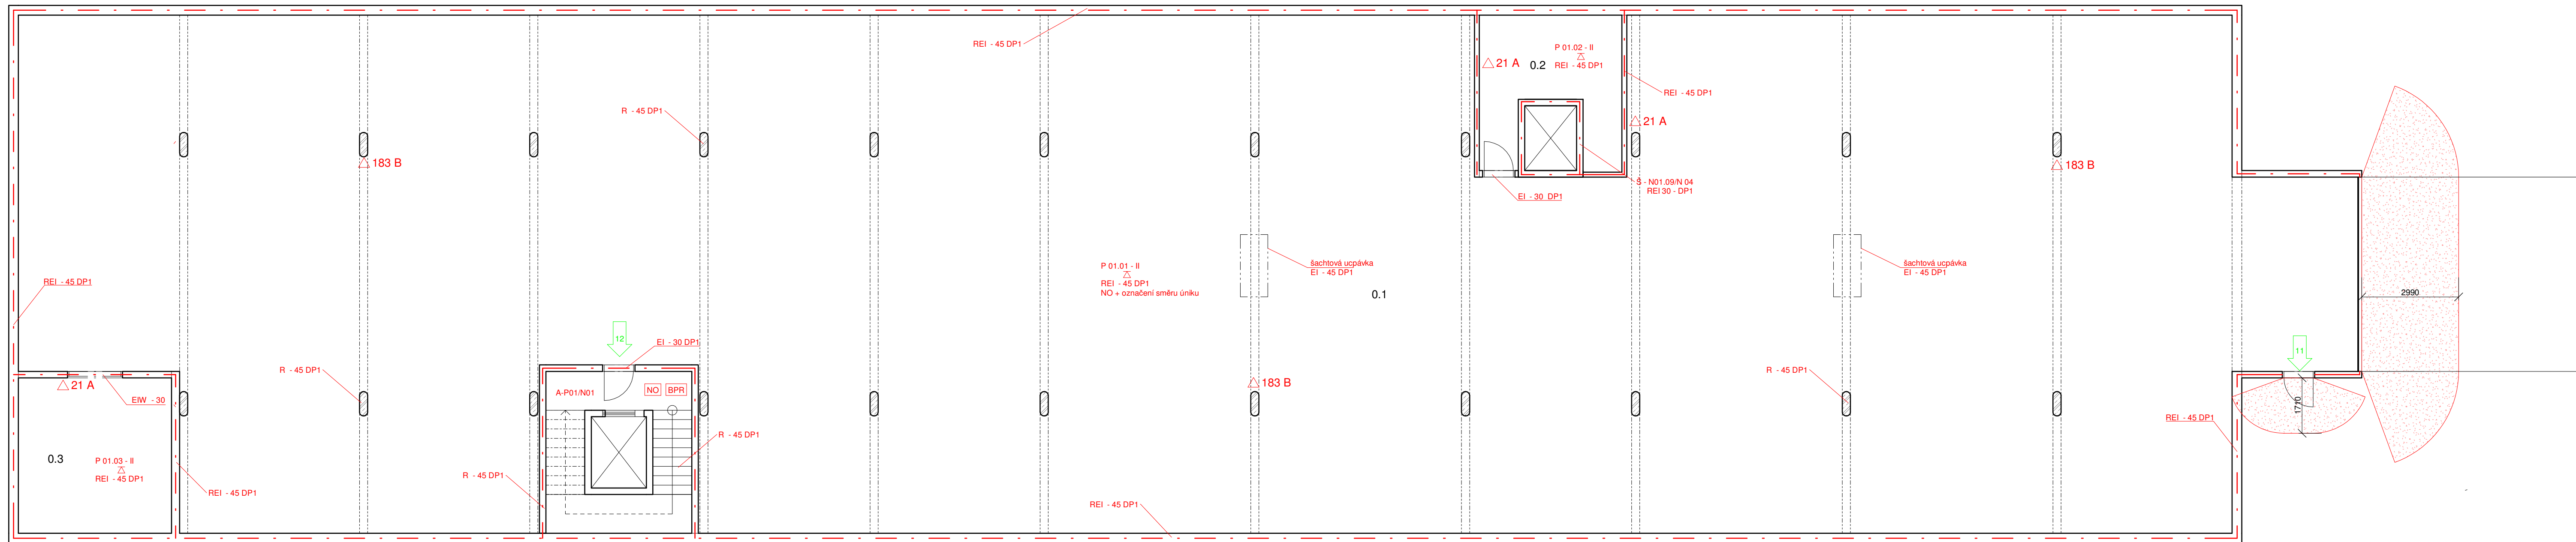 REI - 45 DP1
P 01.02 - II
REI - 45 DP1
21 A
0.2
REI - 45 DP1
R - 45 DP1
21 A
183 B
183 B
S - N01.09/N 04
REI 30 - DP1
EI - 30 DP1
P 01.01 - II
REI - 45 DP1
NO + označení směru úniku
šachtová ucpávka
EI - 45 DP1
šachtová ucpávka
EI - 45 DP1
0.1
2990
REI - 45 DP1
12
EI - 30 DP1
11
R - 45 DP1
R - 45 DP1
21 A
183 B
EIW - 30
A-P01/N01
NO
BPR
1710
REI - 45 DP1
R - 45 DP1
0.3
P 01.03 - II
REI - 45 DP1
R - 45 DP1
REI - 45 DP1
REI - 45 DP1